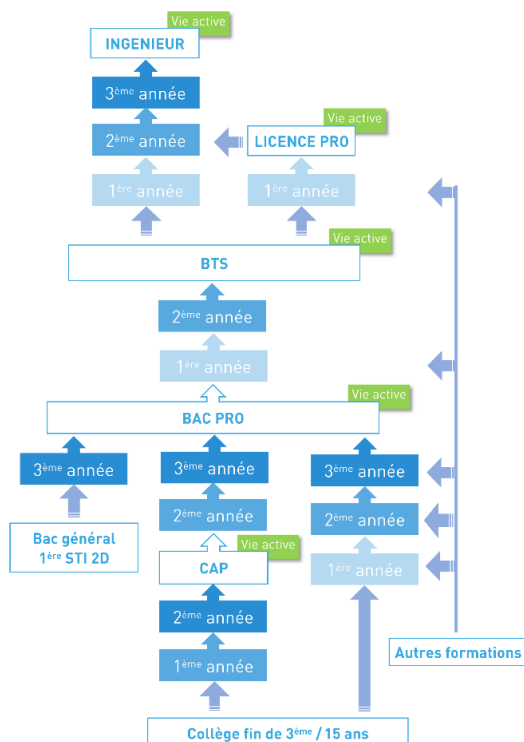 Vie active
INGENIEUR
3ème année
2ème année
Vie active
LICENCE PRO
1ère année
1ère année
Vie active
BTS
2ème année
1ère année
Vie active
BAC PRO
3ème année
3ème année
3ème année
2ème année
2ème année
Bac général
1ère STI 2D
Vie active
CAP
1ère année
2ème année
1ème année
Autres formations
Collège fin de 3ème / 15 ans